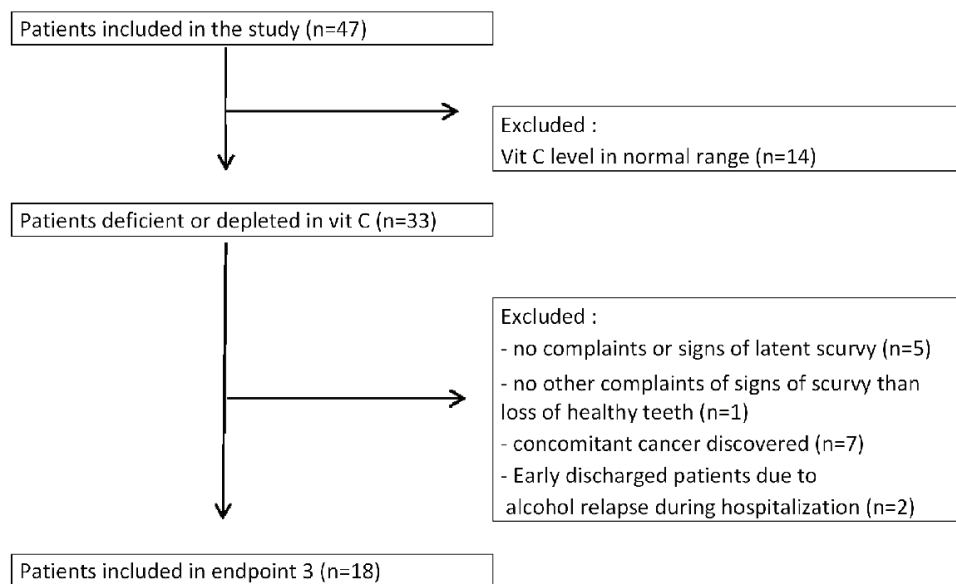 Patients included in the study (n=47)
Excluded :
Vit C level in normal range (n=14)
Patients deficient or depleted in vit C (n=33)
Excluded :
- no complaints or signs of latent scurvy (n=5)
- no other complaints of signs of scurvy than
loss of healthy teeth (n=1)
- concomitant cancer discovered (n=7)
- Early discharged patients due to
alcohol relapse during hospitalization (n=2)
Patients included in endpoint 3 (n=18)